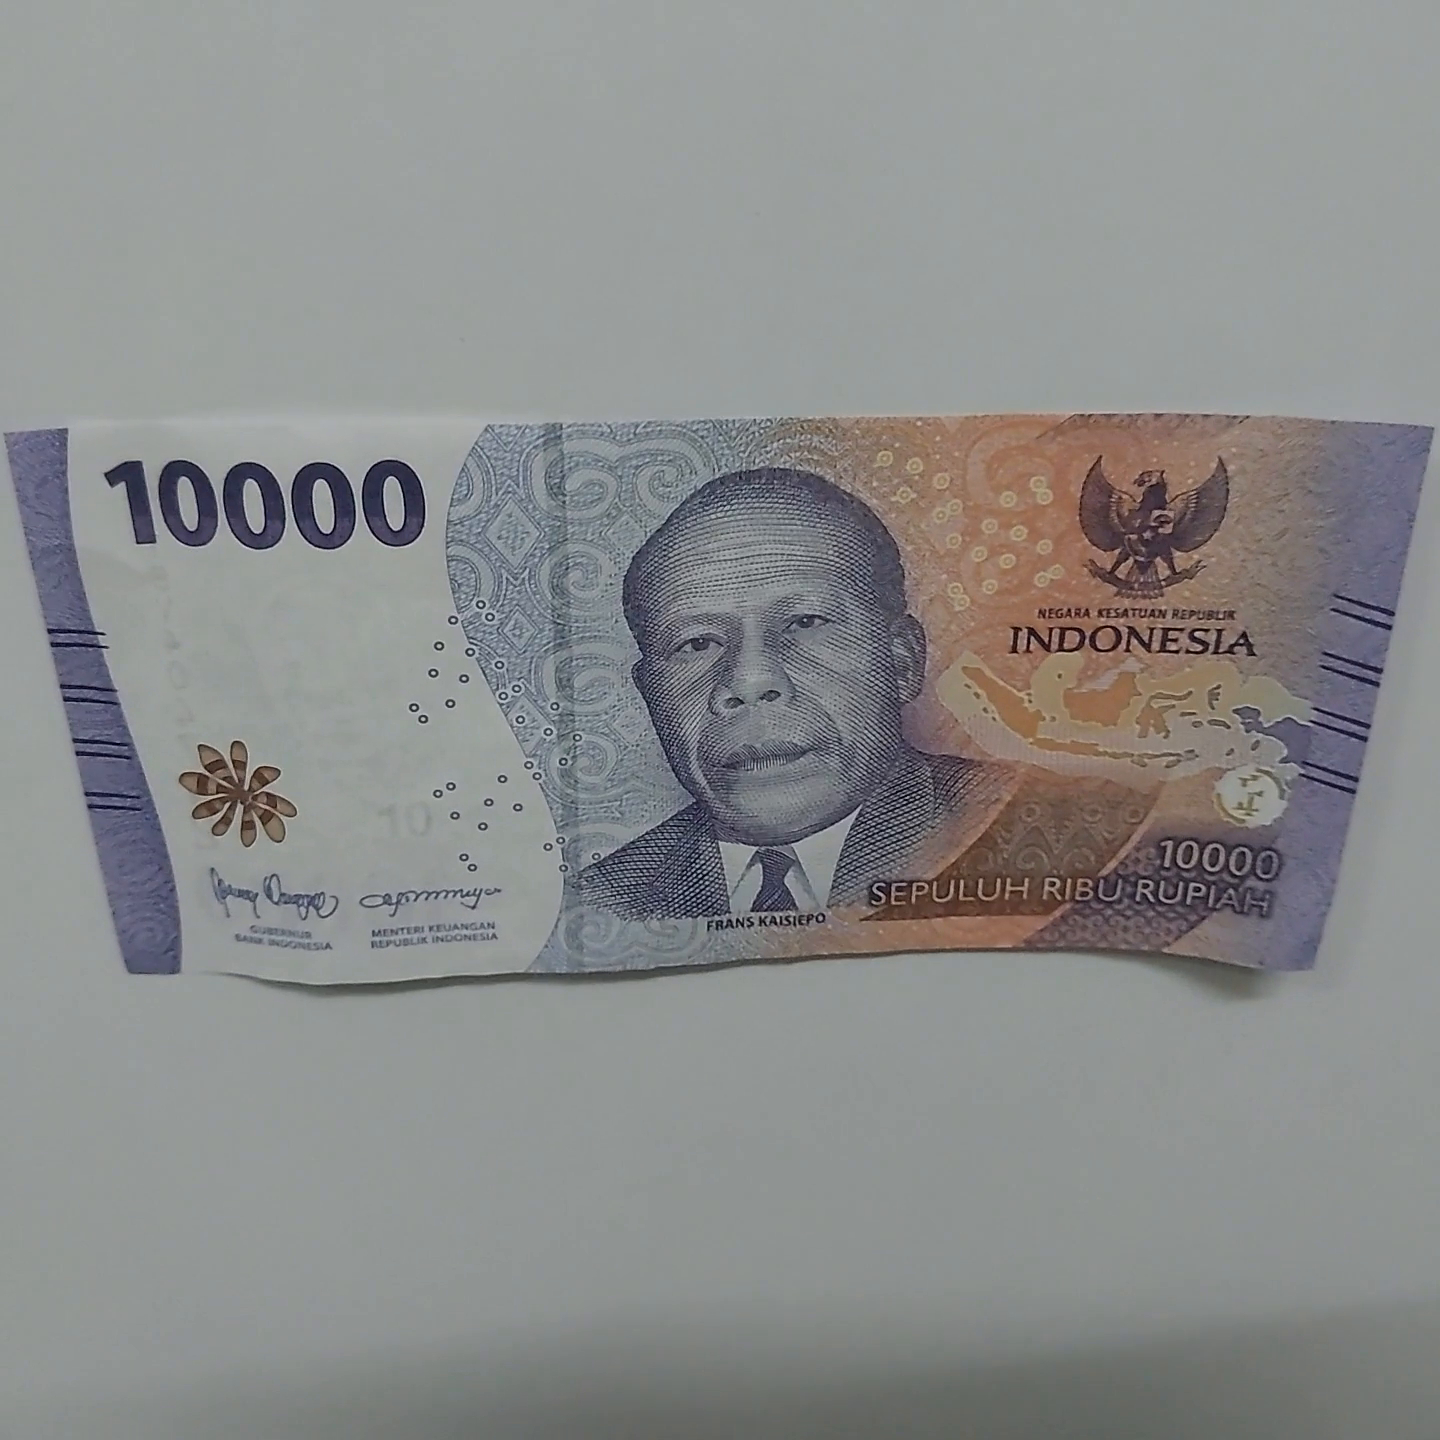 10000
NEGARA KESATUAN REPUBLIK
INDONESIA
10
GUBERNUR
BANK INDONESIA
MENTERI KEUANGAN
REPUBLIK INDONESIA
FRANS KAISIEPO
10000
SEPULUH RIBU RUPIAH